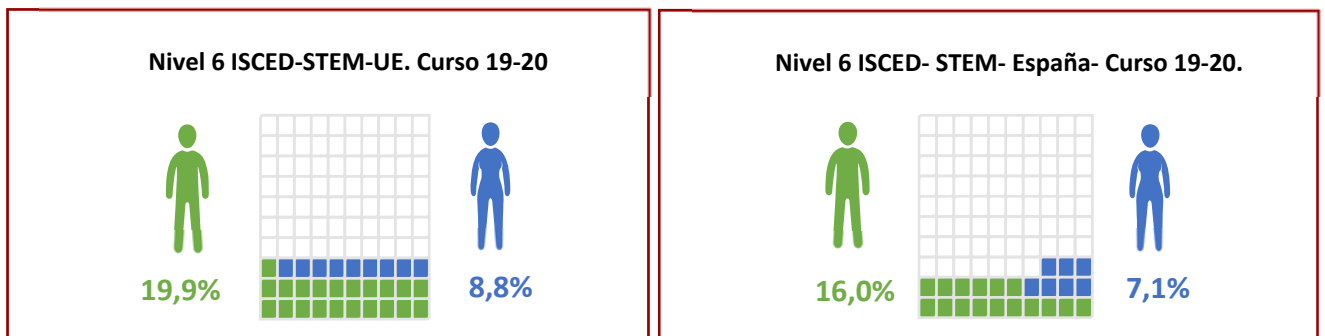 Nivel 6 ISCED-STEM-UE. Curso 19-20
19,9%
8,8%
Nivel 6 ISCED- STEM- España- Curso 19-20.
16,0%
7,1%